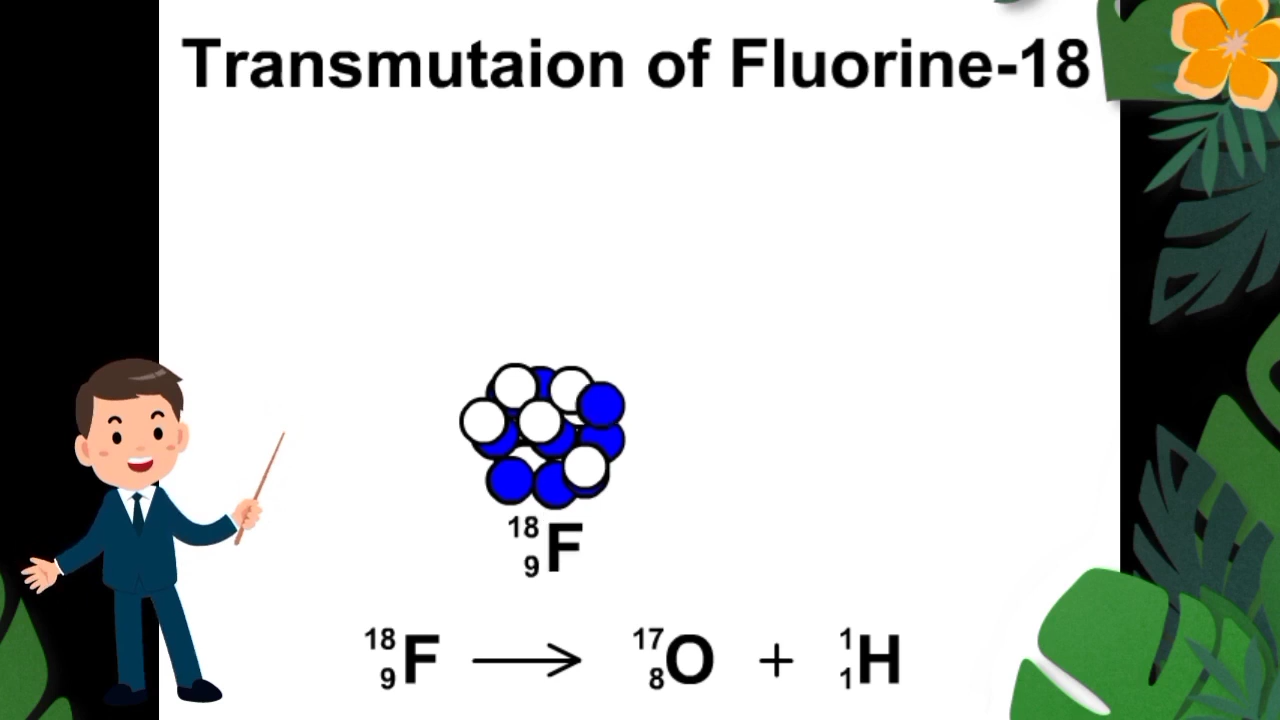 Transmutaion of Fluorine-18
18
9 F
18
9 F → 17
8 O + 1
1 H